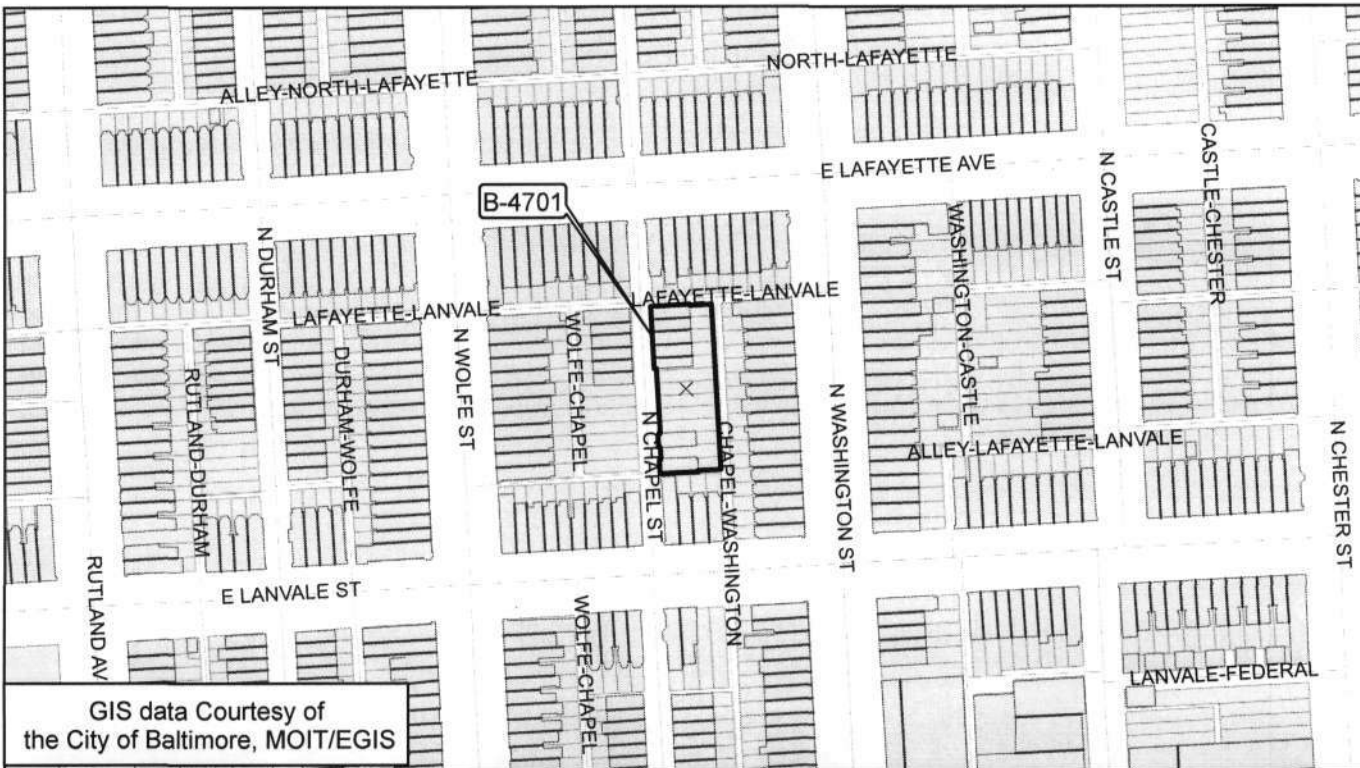 ALLEY-NORTH-LAFAYETTE
NORTH-LAFAYETTE
E LAFAYETTE AVE
B-4701
N DURHAM ST
LAFAYETTE-LANVALE
LAFAYETTE-LANVALE
N CASTLE ST
CASTLE-CHESTER
WASHINGTON-CASTLE
RUTLAND-DURHAM
DURHAM-WOLFE
N WOLFE ST
WOLFE-CHAPEL
N CHAPEL ST
CHAPEL-WASHINGTON
N WASHINGTON ST
ALLEY-LAFAYETTE-LANVALE
N CHESTER ST
RUTLAND AV
E LANVALE ST
WOLFE-CHAPEL
LANVALE-FEDERAL
GIS data Courtesy of
the City of Baltimore, MOIT/EGIS